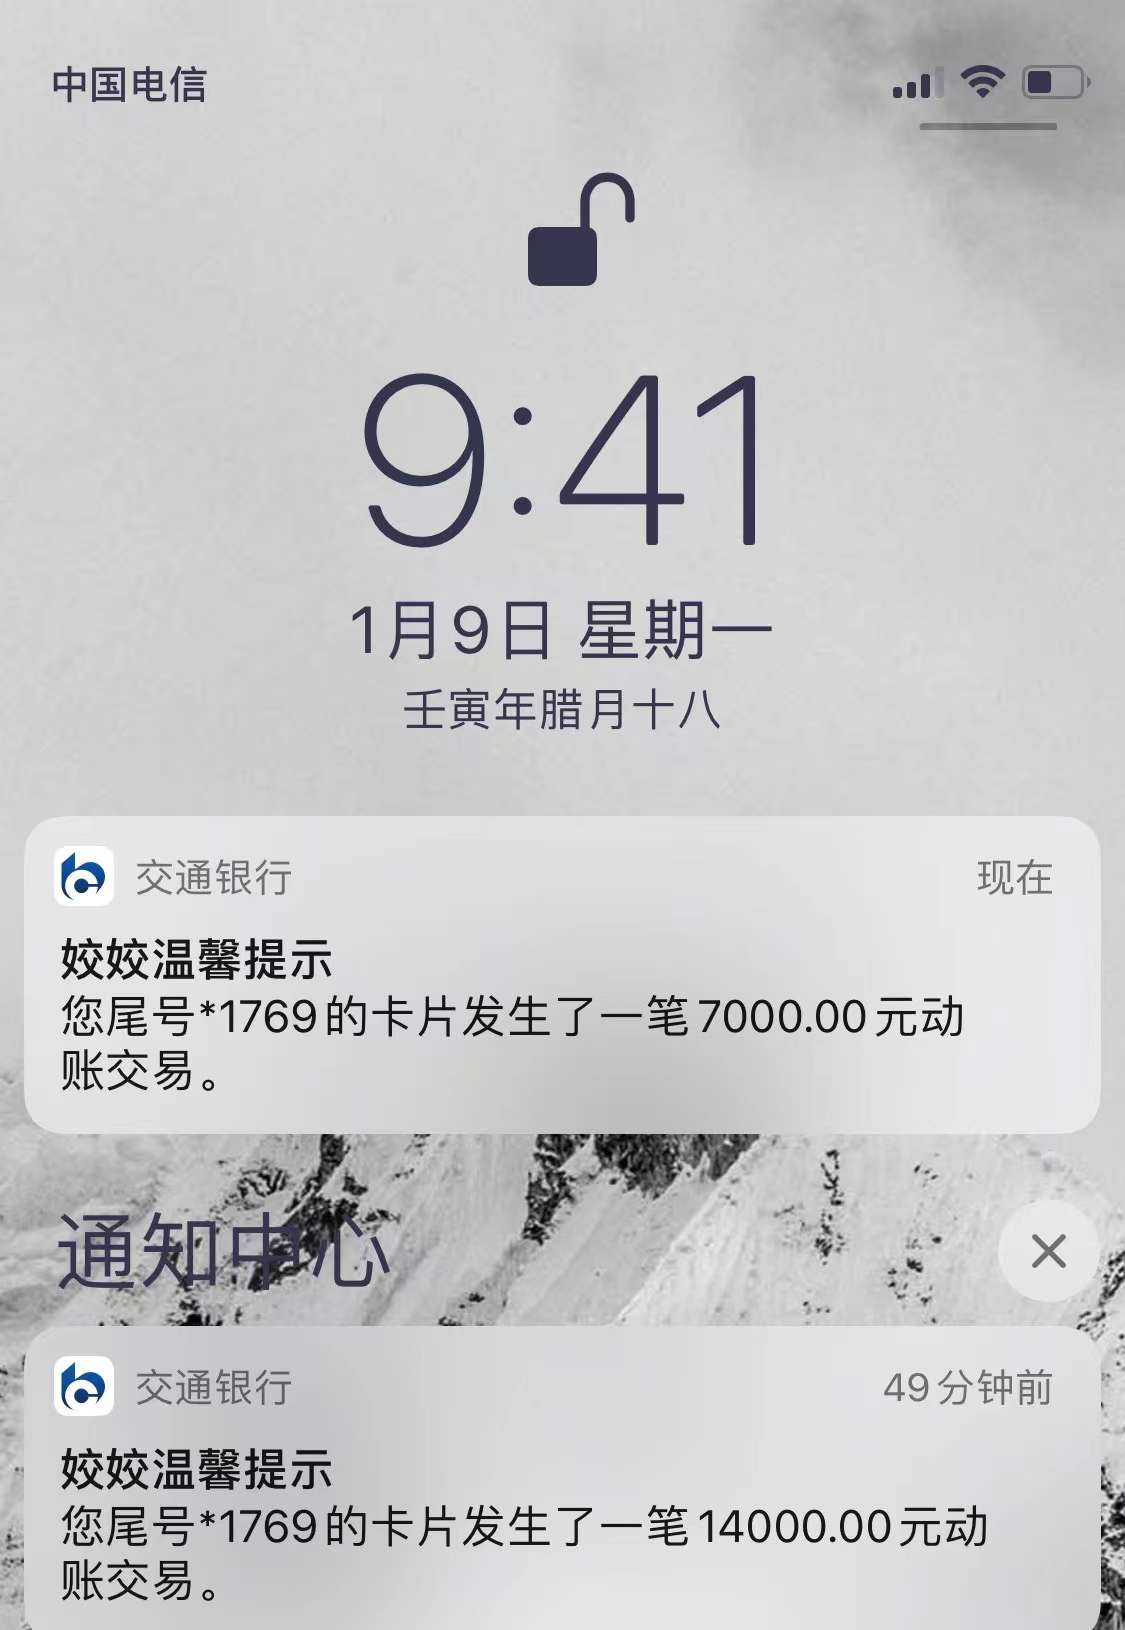 中国电信
9:41
1月9日 星期一
壬寅年腊月十八
交通银行
现在
姣姣温馨提示
您尾号*1769的卡片发生了一笔7000.00元动
账交易。
通知中心
交通银行
49分钟前
姣姣温馨提示
您尾号*1769的卡片发生了一笔14000.00元动
账交易。